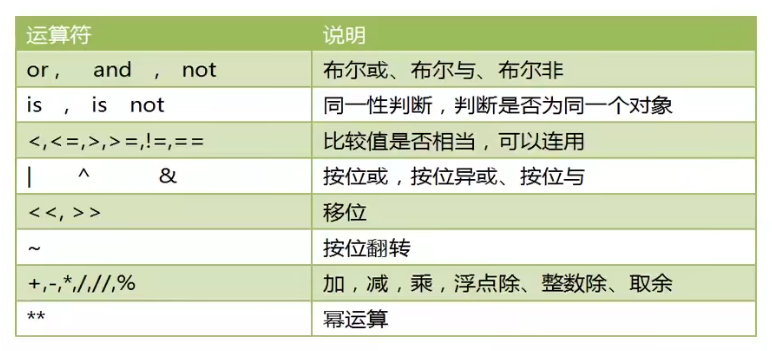 运算符 说明
or , and , not 布尔或、布尔与、布尔非
is , is not 同一性判断，判断是否为同一个对象
<,<=,>,>=,!=,== 比较值是否相当，可以连用
| ^ & 按位或，按位异或、按位与
<<, >> 移位
~ 按位翻转
+,-,*,/,//,% 加，减，乘，浮点除、整数除、取余
** 幂运算